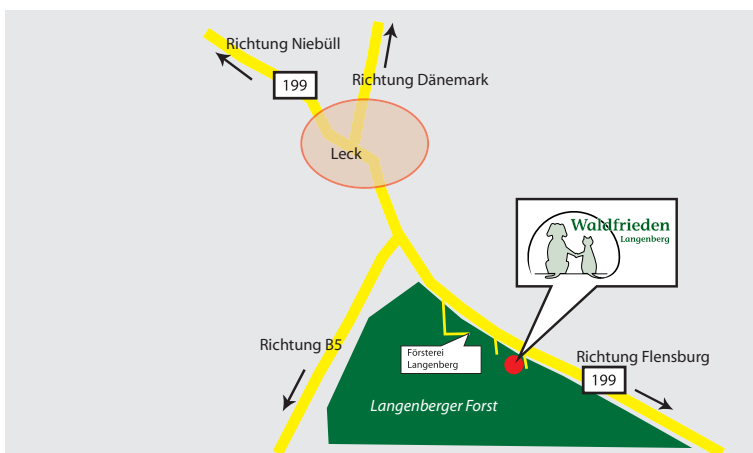 Richtung Niebüll
199
Richtung Dänemark
Leck
Waldfrieden
Langenberg
Richtung B5
Försterei
Langenberg
Richtung Flensburg
199
Langenberger Forst